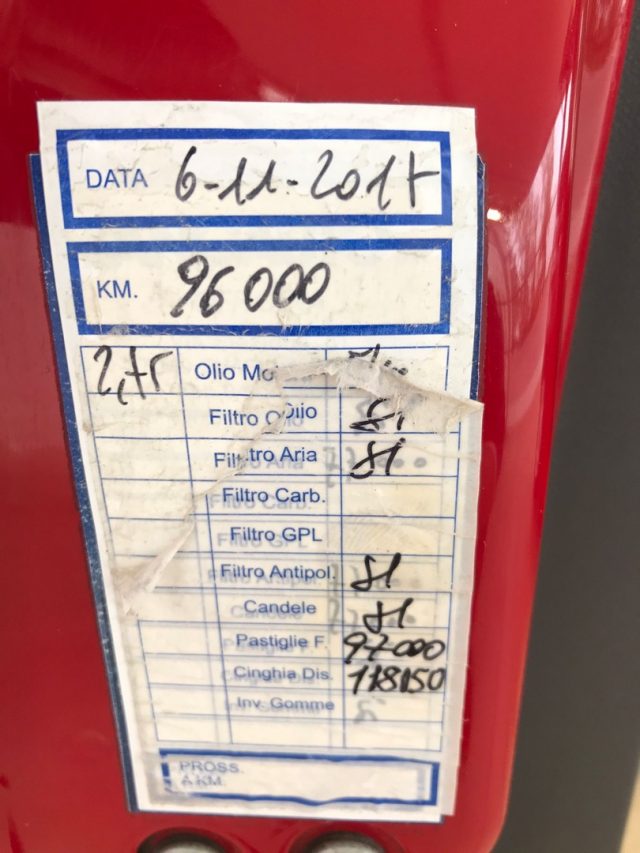 DATA 6-11-2017
KM. 96000
2,75 Olio Mo
Filtro Olio SI
Filtro Aria SI
Filtro Carb.
Filtro GPL
Filtro Antipol. SI
Candele SI
Pastiglie F. 97000
Cinghia Dis. 118150
Inv. Gomme
PROSS.
A KM.